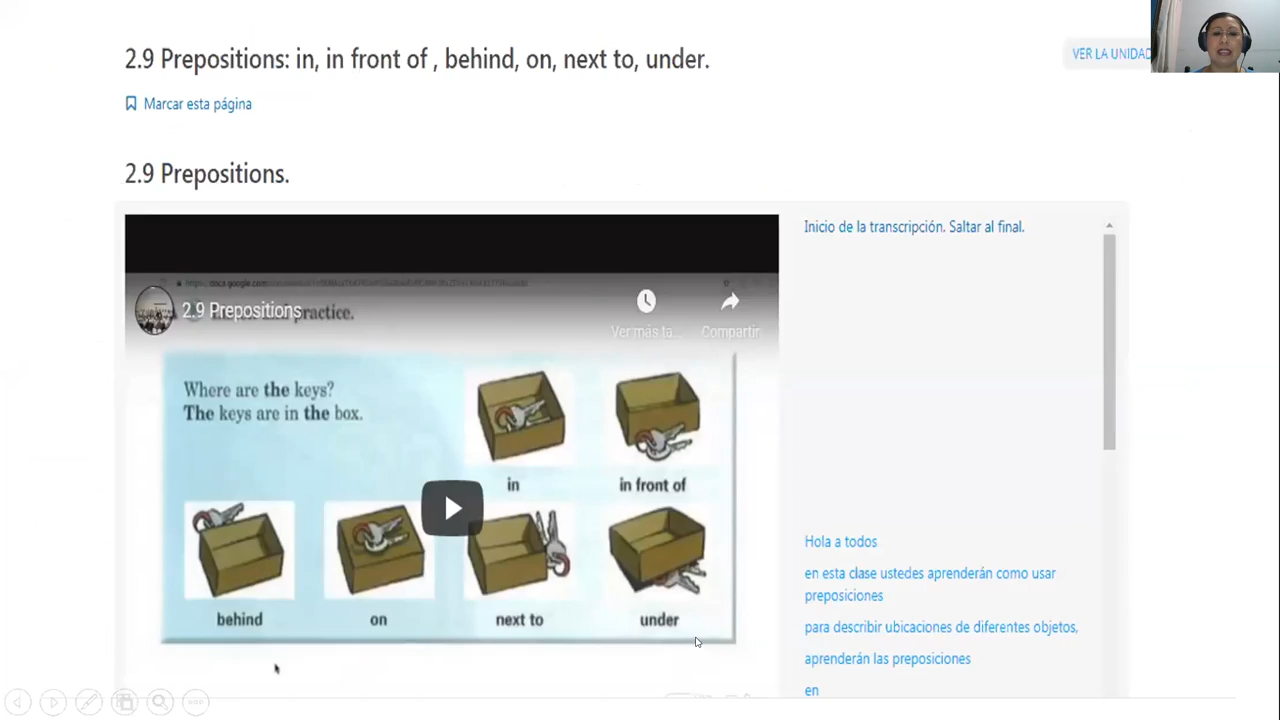 2.9 Prepositions: in, in front of , behind, on, next to, under.
VER LA UNIDAD
Marcar esta página
2.9 Prepositions.
Inicio de la transcripción. Saltar al final.
2.9 Prepositions
practice.
Ver más ta...
Compartir
Where are the keys?
The keys are in the box.
in
in front of
behind
on
next to
under
Hola a todos
en esta clase ustedes aprenderán como usar
preposiciones
para describir ubicaciones de diferentes objetos,
aprenderán las preposiciones
en